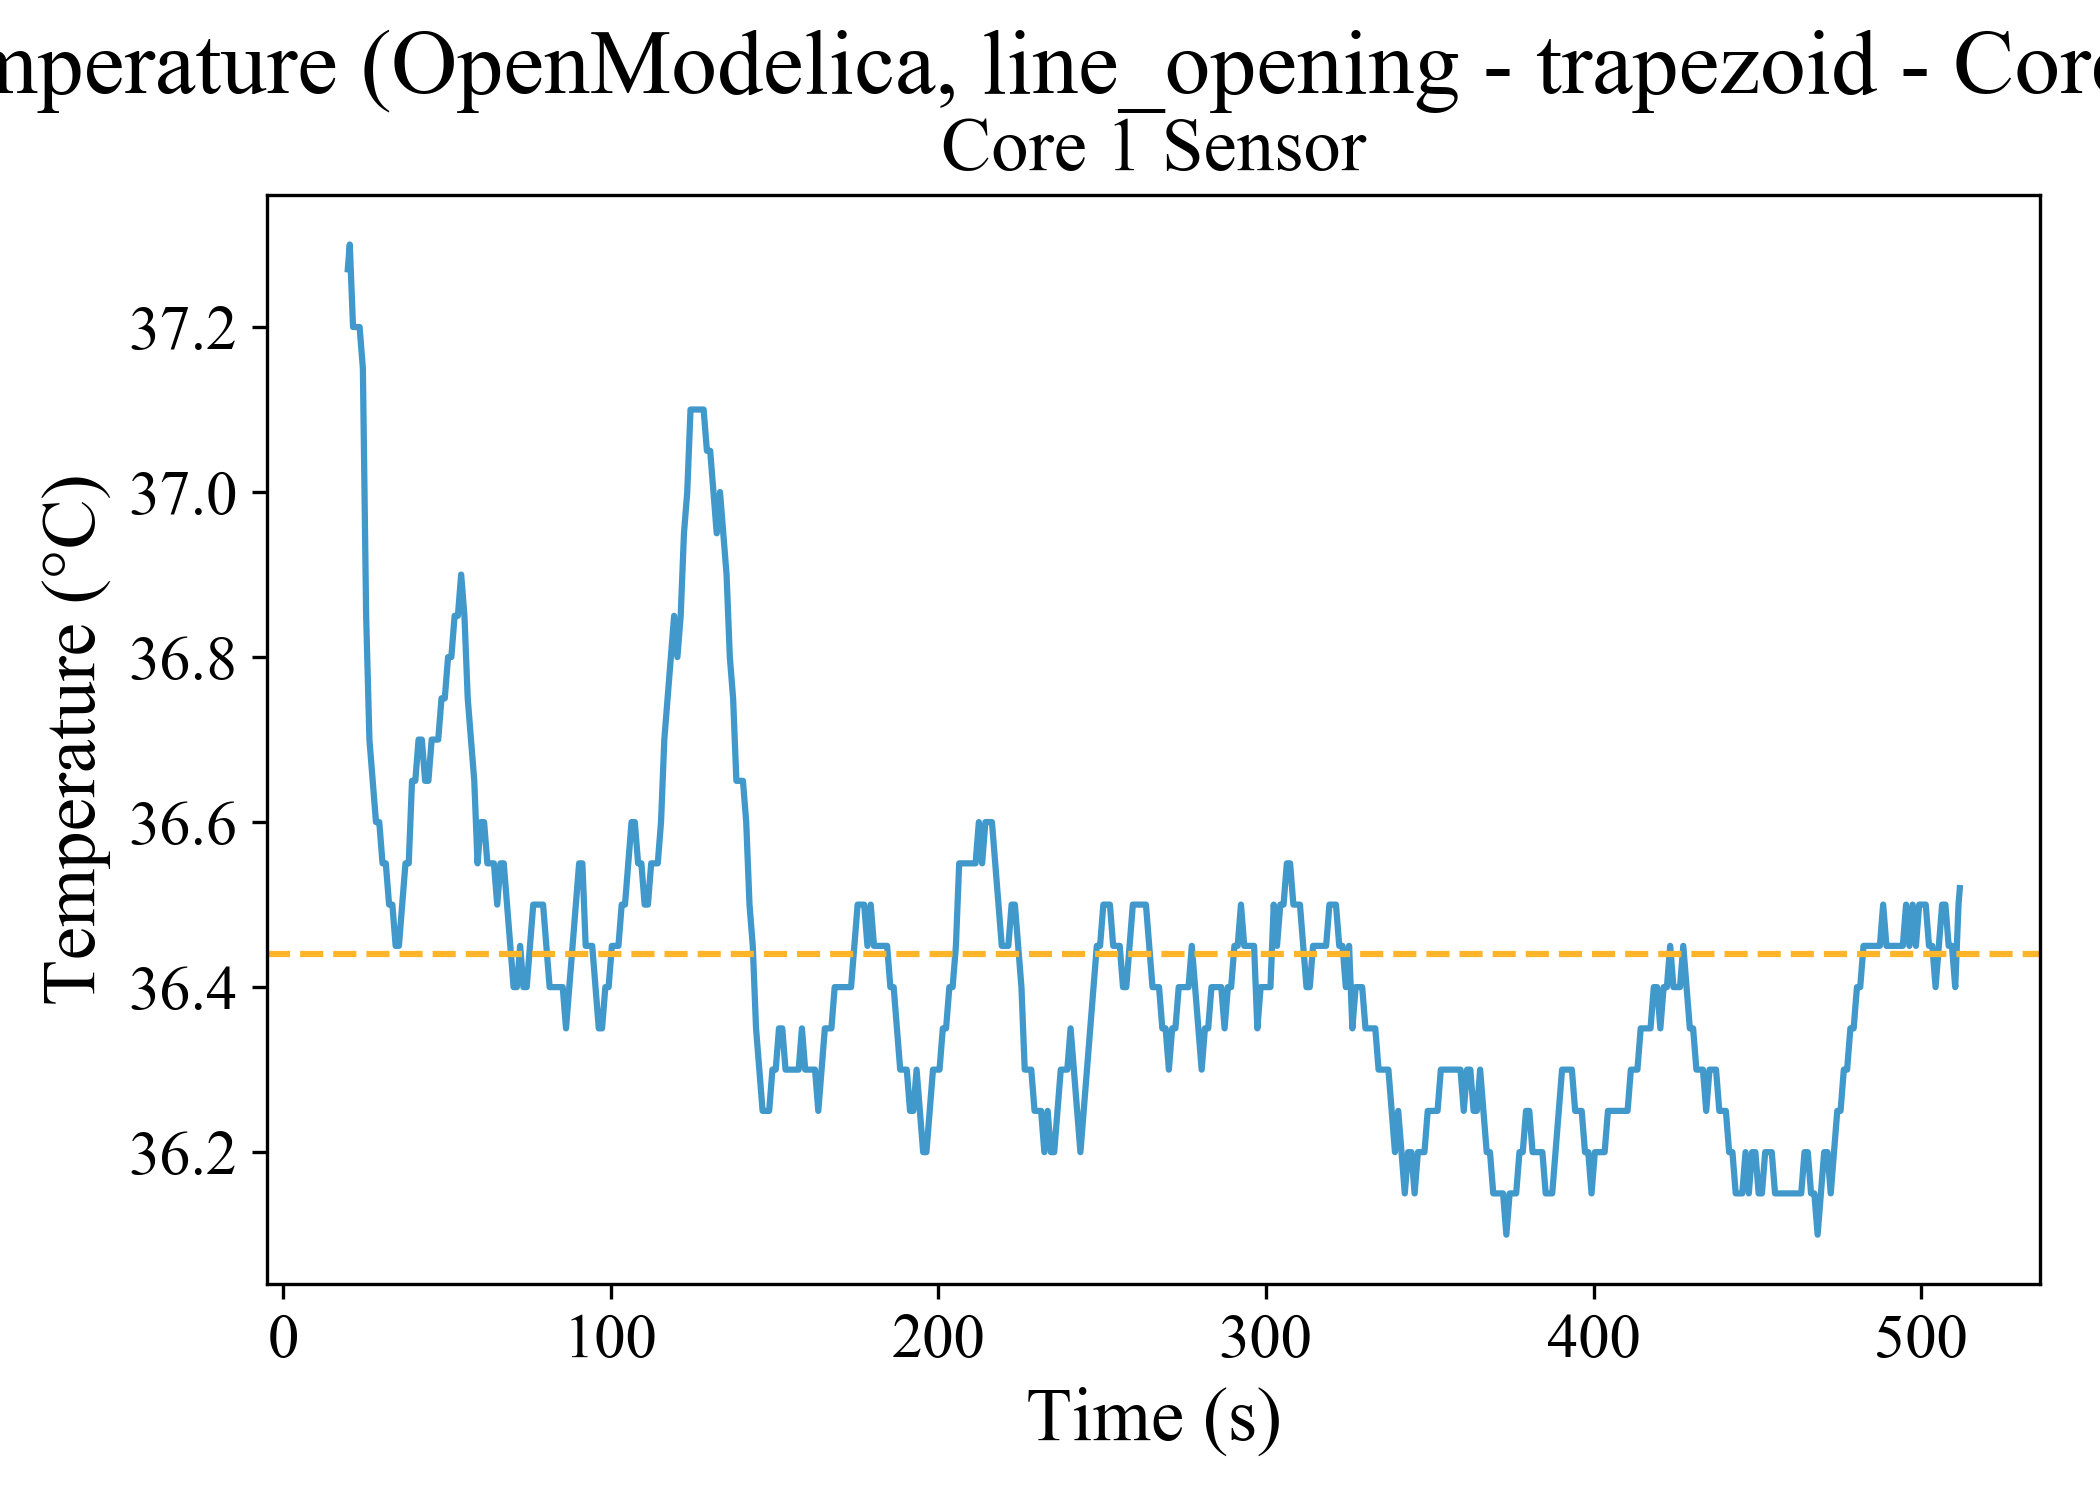 mperature (OpenModelica, line_opening - trapezoid - Core
Core 1 Sensor
37.2
37.0
36.8
36.6
36.4
36.2
Temperature (°C)
0 100 200 300 400 500
Time (s)